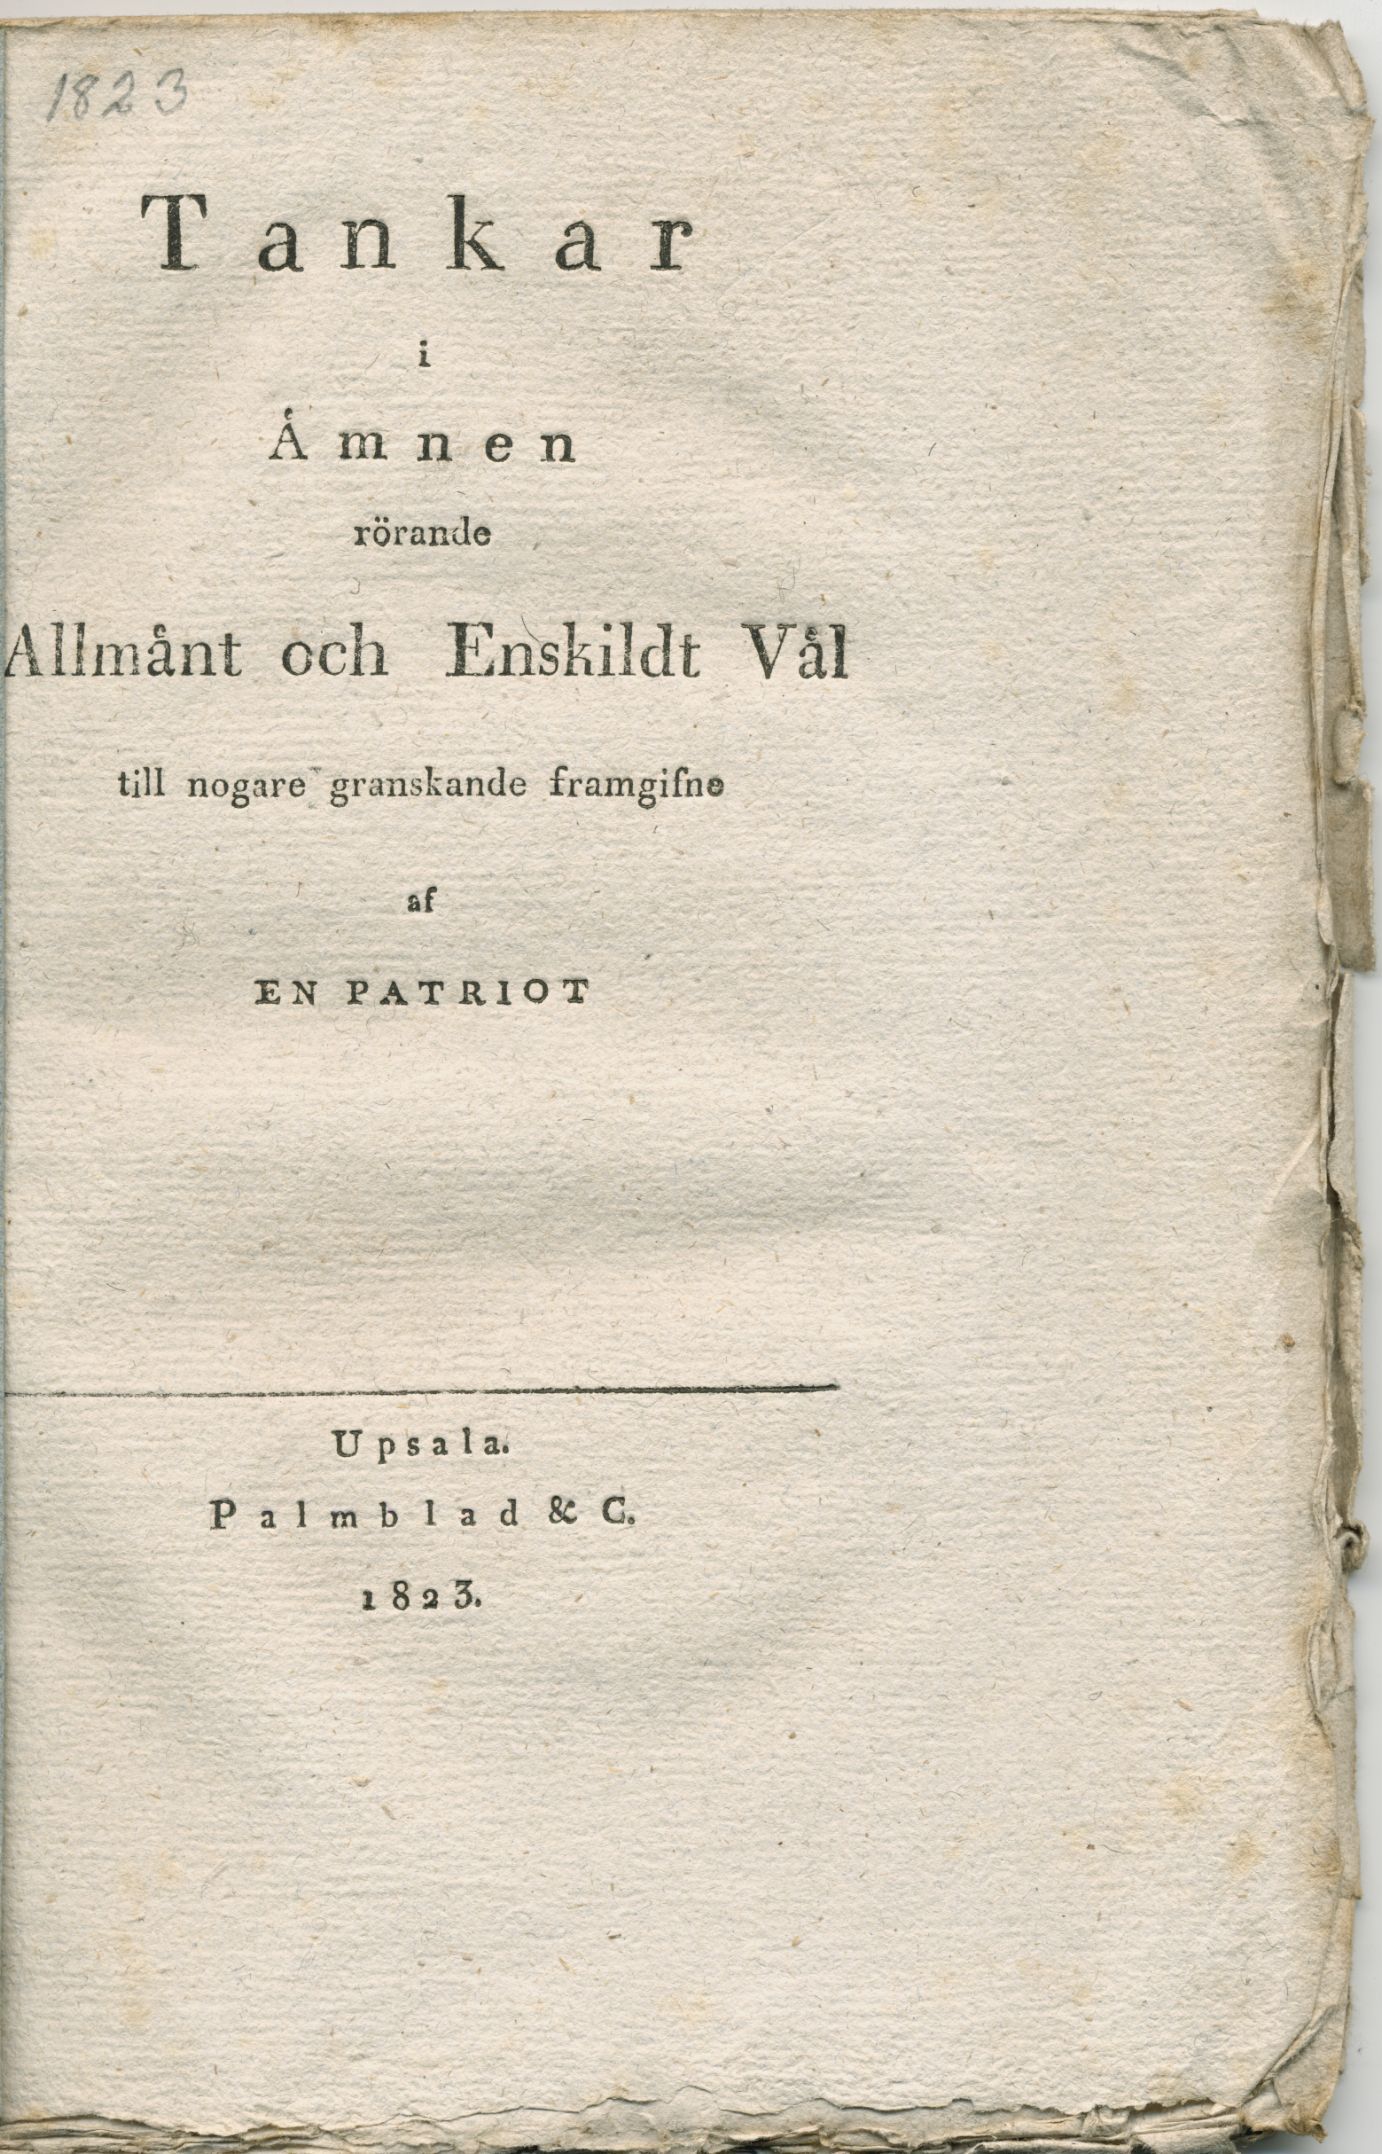 1823
Tankar
i
Åmnen
rörande
Allmånt och Enskildt Vål
till nogare granskande framgifne
af
EN PATRIOT
Upsala.
Palmblad & C.
1823.